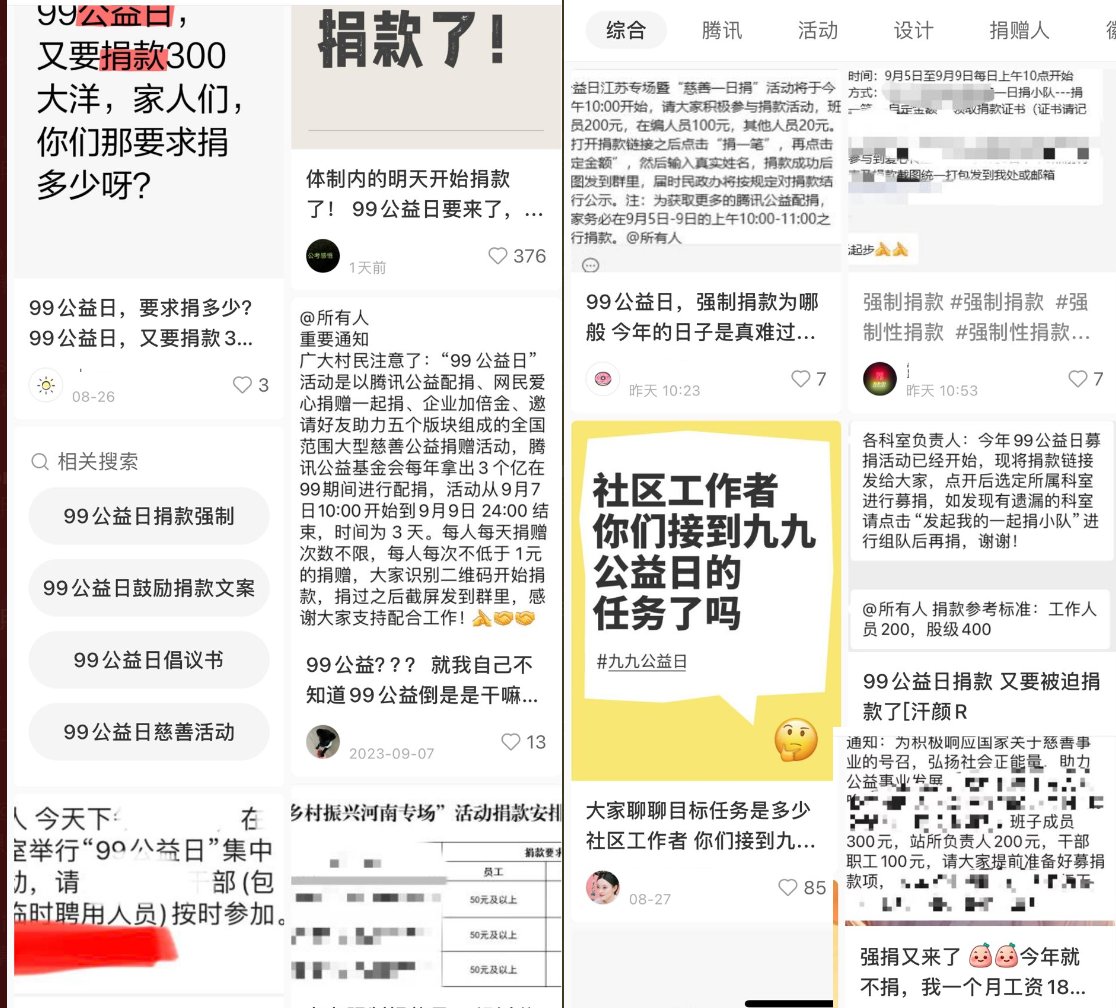 99公益日，
又要捐款300
大洋，家人们，
你们那要求捐
多少呀?
99公益日，要求捐多少？
99公益日，又要捐款3...
08-26
3
相关搜索
99公益日捐款强制
99公益日鼓励捐款文案
99公益日倡议书
99公益日慈善活动
人 今天下
在
室举行“99公益日”集中
动，请
干部(包
临时聘用人员)按时参加。
捐款了！
体制内的明天开始捐款
了！ 99公益日要来了，...
1天前
376
@所有人
重要通知
广大村民注意了：“99 公益日”
活动是以腾讯公益配捐、网民爱
心捐赠一起捐、企业加倍金、邀
请好友助力五个版块组成的全国
范围大型慈善公益捐赠活动，腾
讯公益基金会每年拿出3个亿在
99期间进行配捐，活动从9月7
日10:00开始到9月9日 24:00 结
束，时间为 3 天。每人每天捐赠
次数不限，每人每次不低于 1元
的捐赠，大家识别二维码开始捐
款，捐过之后截屏发到群里，感
谢大家支持配合工作！
99公益？？？ 就我自己不
知道99公益倒是是干嘛...
2023-09-07
13
乡村振兴河南专场”活动捐款安排
捐款要求
员工
50元及以上
50元及以上
50元及以上
综合
腾讯
活动
设计
捐赠人
益日江苏专场暨“慈善一日捐”活动将于今
午10:00开始，请大家积极参与捐款活动，班
员200元，在编人员100元，其他人员20元。
打开捐款链接之后点击“捐一笔”，再点击
定金额”，然后输入真实姓名，捐款成功后
图发到群里，届时民政办将按规定对捐款结
行公示。注：为获取更多的腾讯公益配捐，
家务必在9月5日-9日的上午10:00-11:00之
行捐款。@所有人
99公益日，强制捐款为哪
般 今年的日子是真难过...
昨天 10:23
7
社区工作者
你们接到九九
公益日的
任务了吗
#九九公益日
大家聊聊目标任务是多少
社区工作者 你们接到九...
08-27
85
时间：9月5日至9月9日每日上午10点开始
方式：
一日捐小队---捐
一笔
自定金额
领取捐款证书（证书请记
捐款截图统一打包发到我处或邮箱
起步
强制捐款 #强制捐款 #强
制性捐款 #强制性捐款...
昨天 10:53
7
各科室负责人：今年99公益日募
捐活动已经开始，现将捐款链接
发给大家，点开后选定所属科室
进行募捐，如发现有遗漏的科室
请点击“发起我的一起捐小队”进
行组队后再捐，谢谢！
@所有人 捐款参考标准：工作人
员200，股级400
99公益日捐款 又要被迫捐
款了[汗颜R
通知：为积极响应国家关于慈善事
业的号召，弘扬社会正能量，助力
公益事业发展
班子成员
300元，站所负责人200元，干部
职工100元，请大家提前准备好募捐
款项，
强捐又来了 今年就
不捐，我一个月工资18...